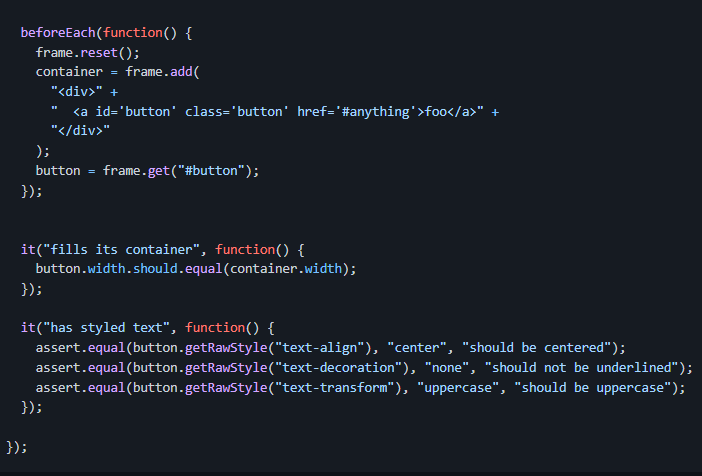 beforeEach(function() {
frame.reset();
container = frame.add(
"<div>" +
"  <a id='button' class='button' href='#anything'>foo</a>" +
"</div>"
);
button = frame.get("#button");
});
it("fills its container", function() {
button.width.should.equal(container.width);
});
it("has styled text", function() {
assert.equal(button.getRawStyle("text-align"), "center", "should be centered");
assert.equal(button.getRawStyle("text-decoration"), "none", "should not be underlined");
assert.equal(button.getRawStyle("text-transform"), "uppercase", "should be uppercase");
});
});